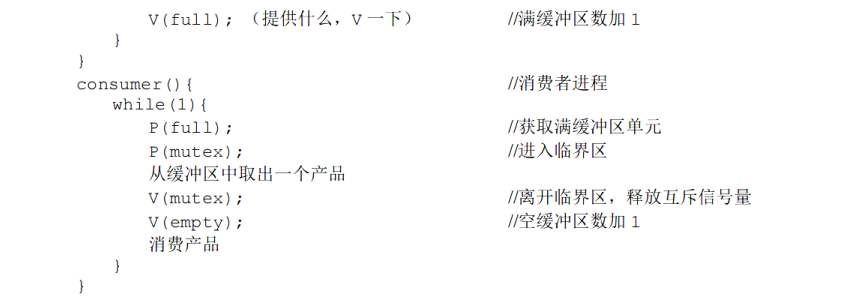 V(full); （提供什么，V 一下） //满缓冲区数加 1
}
}
consumer(){ //消费者进程
while(1){
P(full); //获取满缓冲区单元
P(mutex); //进入临界区
从缓冲区中取出一个产品
V(mutex); //离开临界区，释放互斥信号量
V(empty); //空缓冲区数加 1
消费产品
}
}